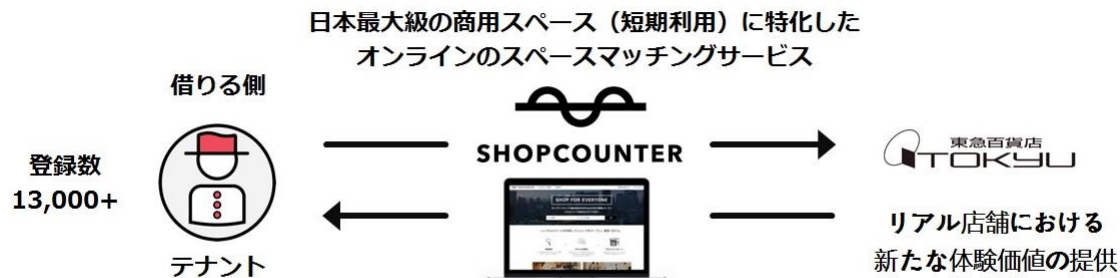 日本最大級の商用スペース（短期利用）に特化した
オンラインのスペースマッチングサービス
借りる側
登録数
13,000+
テナント
SHOPCOUNTER
SHOP FOR EVERYONE
東急百貨店
TOKYU
リアル店舗における
新たな体験価値の提供